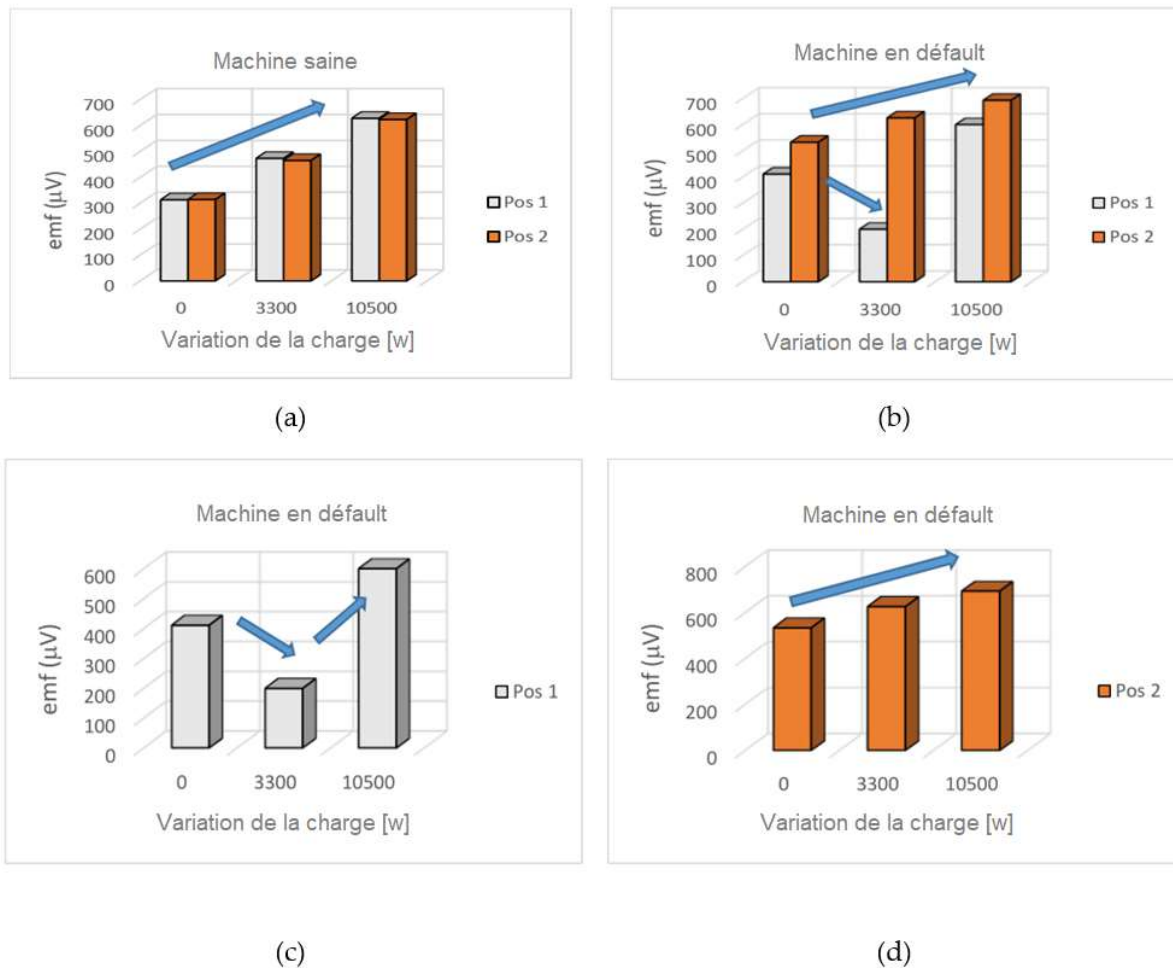 Machine saine
700
600
500
400
300
200
100
0
emf (µV)
0 3300 10500
Variation de la charge [w]
Pos 1
Pos 2
(a)
Machine en défault
700
600
500
400
300
200
100
0
emf (µV)
0 3300 10500
Variation de la charge [w]
Pos 1
Pos 2
(b)
Machine en défault
600
500
400
300
200
100
0
emf (µV)
0 3300 10500
Variation de la charge [w]
Pos 1
(c)
Machine en défault
800
600
400
200
0
emf (µV)
0 3300 10500
Variation de la charge [w]
Pos 2
(d)